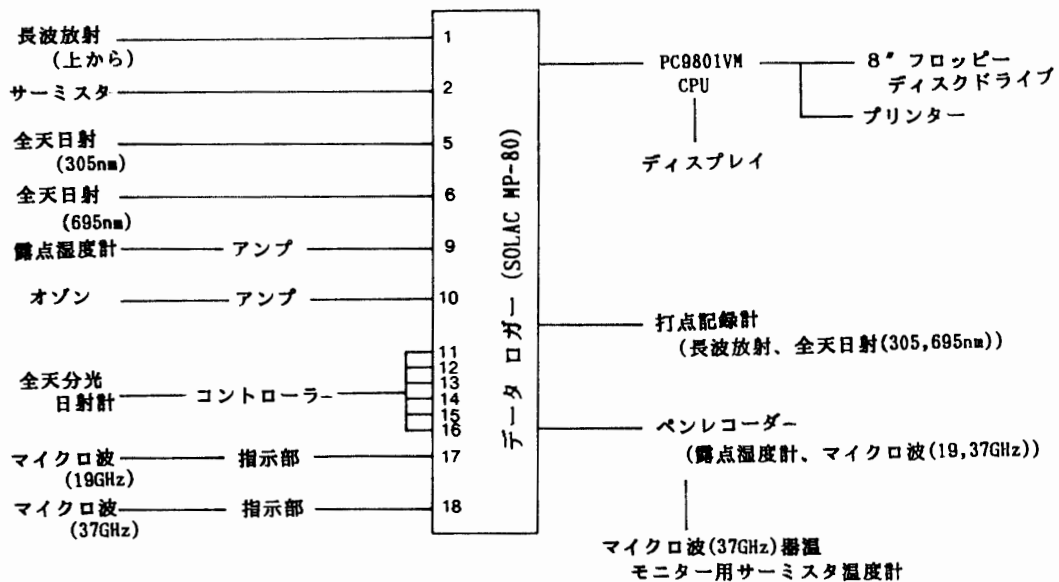 長波放射 1
(上から)
サーミスタ 2
全天日射 5
(305nm)
全天日射 6
(695nm)
露点湿度計 アンプ 9
オゾン アンプ 10
全天分光
日射計
コントローラー
11
12
13
14
15
16
マイクロ波 指示部 17
(19GHz)
マイクロ波 指示部 18
(37GHz)
データ ロガー (SOLAC MP-80)
PC9801VM
CPU
8" フロッピー
ディスクドライブ
プリンター
ディスプレイ
打点記録計
(長波放射、全天日射(305,695nm))
ペンレコーダー
(露点湿度計、マイクロ波(19,37GHz))
マイクロ波(37GHz)器温
モニター用サーミスタ温度計